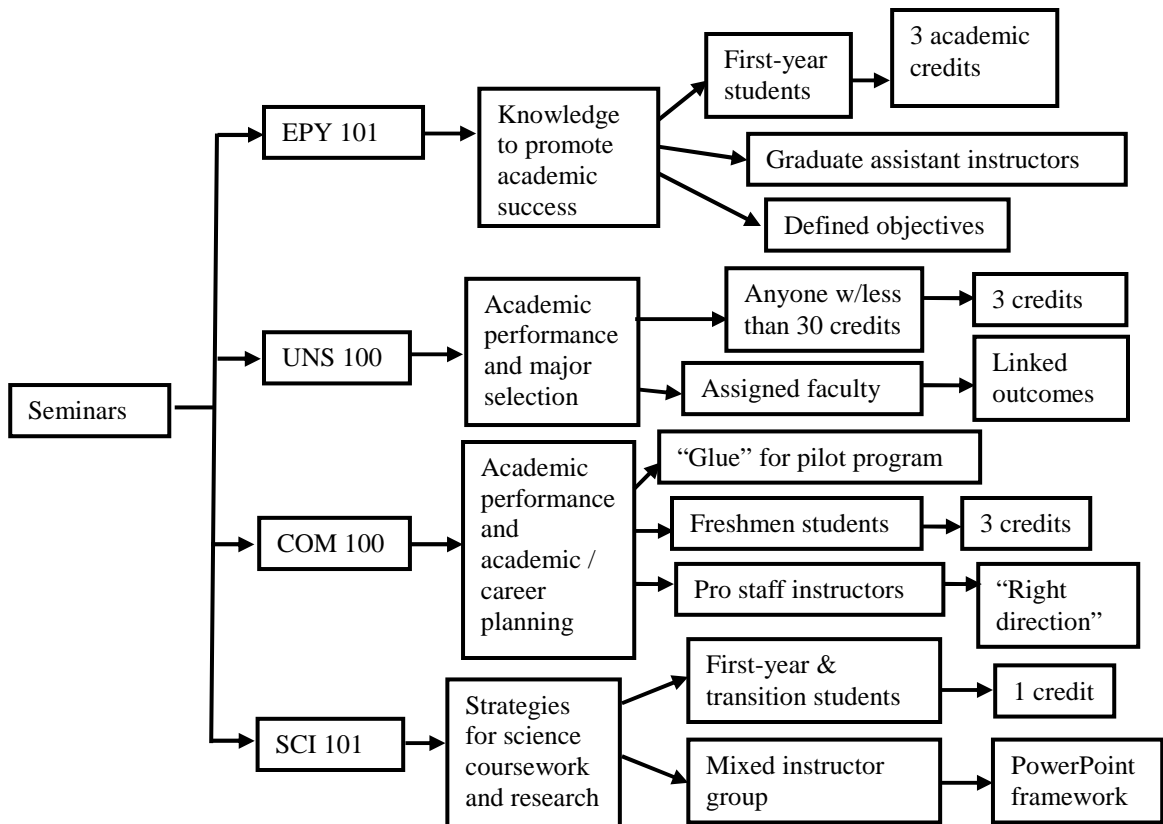 Seminars
EPY 101
Knowledge
to promote
academic
success
First-year
students
3 academic
credits
Graduate assistant instructors
Defined objectives
UNS 100
Academic
performance
and major
selection
Anyone w/less
than 30 credits
3 credits
Assigned faculty
Linked
outcomes
COM 100
Academic
performance
and
academic /
career
planning
“Glue” for pilot program
Freshmen students
3 credits
Pro staff instructors
“Right
direction”
SCI 101
Strategies
for science
coursework
and research
First-year &
transition students
1 credit
Mixed instructor
group
PowerPoint
framework